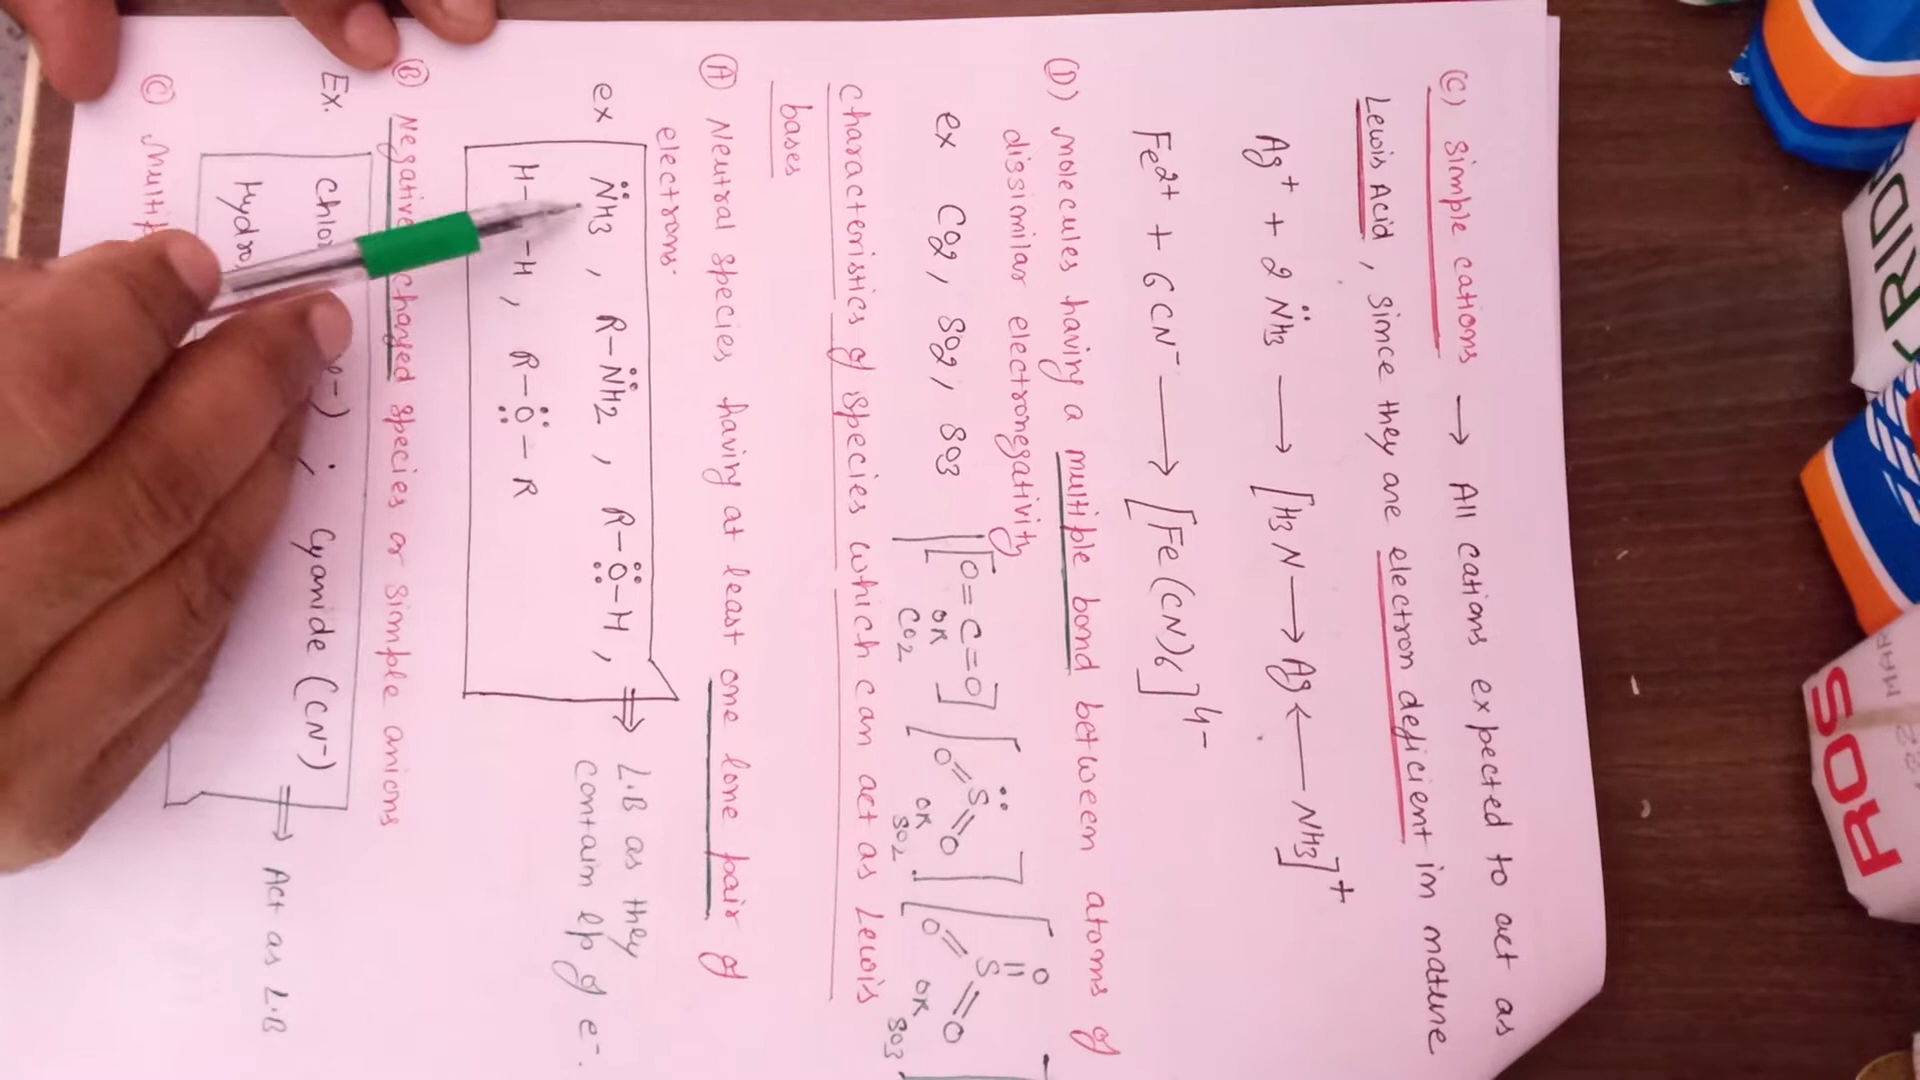 (C) Simple cations → All cations expected to act as
Lewis Acid, since they are electron deficient in nature
Ag⁺ + 2 N̈H₃ ⟶ [H₃N⟶Ag⟵NH₃]⁺
Fe²⁺ + 6CN⁻ ⟶ [Fe(CN)₆]⁴⁻
(D) Molecules having a multiple bond between atoms of
dissimilar electronegativity
ex CO₂, SO₂, SO₃
[O=C=O]
OR
CO₂
[O=S̈=O]
OR
SO₂
O
||
O=S=O
OR
SO₃
Characteristics of species which can act as Lewis
bases
(A) Neutral species having at least one lone pair of
electrons.
ex N̈H₃, R-N̈H₂, R-Ö-H, ⇒ L.B as they
H- -H, R-Ö-R contain lp of e⁻.
(B) Negative charged species or simple anions
Ex. ; Cyanide (CN⁻) ⇒ Act as L.B
Hydro
(C)
RIDE
ROS